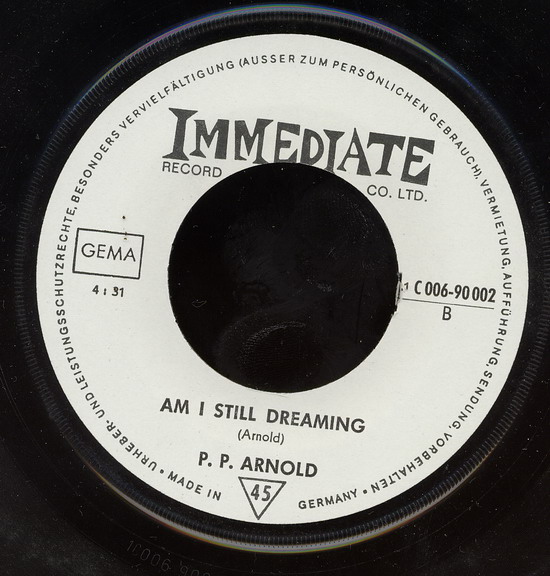 URHEBER- UND LEISTUNGSSCHUTZRECHTE, BESONDERS VERVIELFÄLTIGUNG (AUSSER ZUM PERSÖNLICHEN GEBRAUCH), VERMIETUNG, AUFFÜHRUNG, SENDUNG, VORBEHALTEN • MADE IN GERMANY •
IMMEDIATE
RECORD CO. LTD.
GEMA
4:31
1 C 006-90 002
B
AM I STILL DREAMING
(Arnold)
P. P. ARNOLD
45